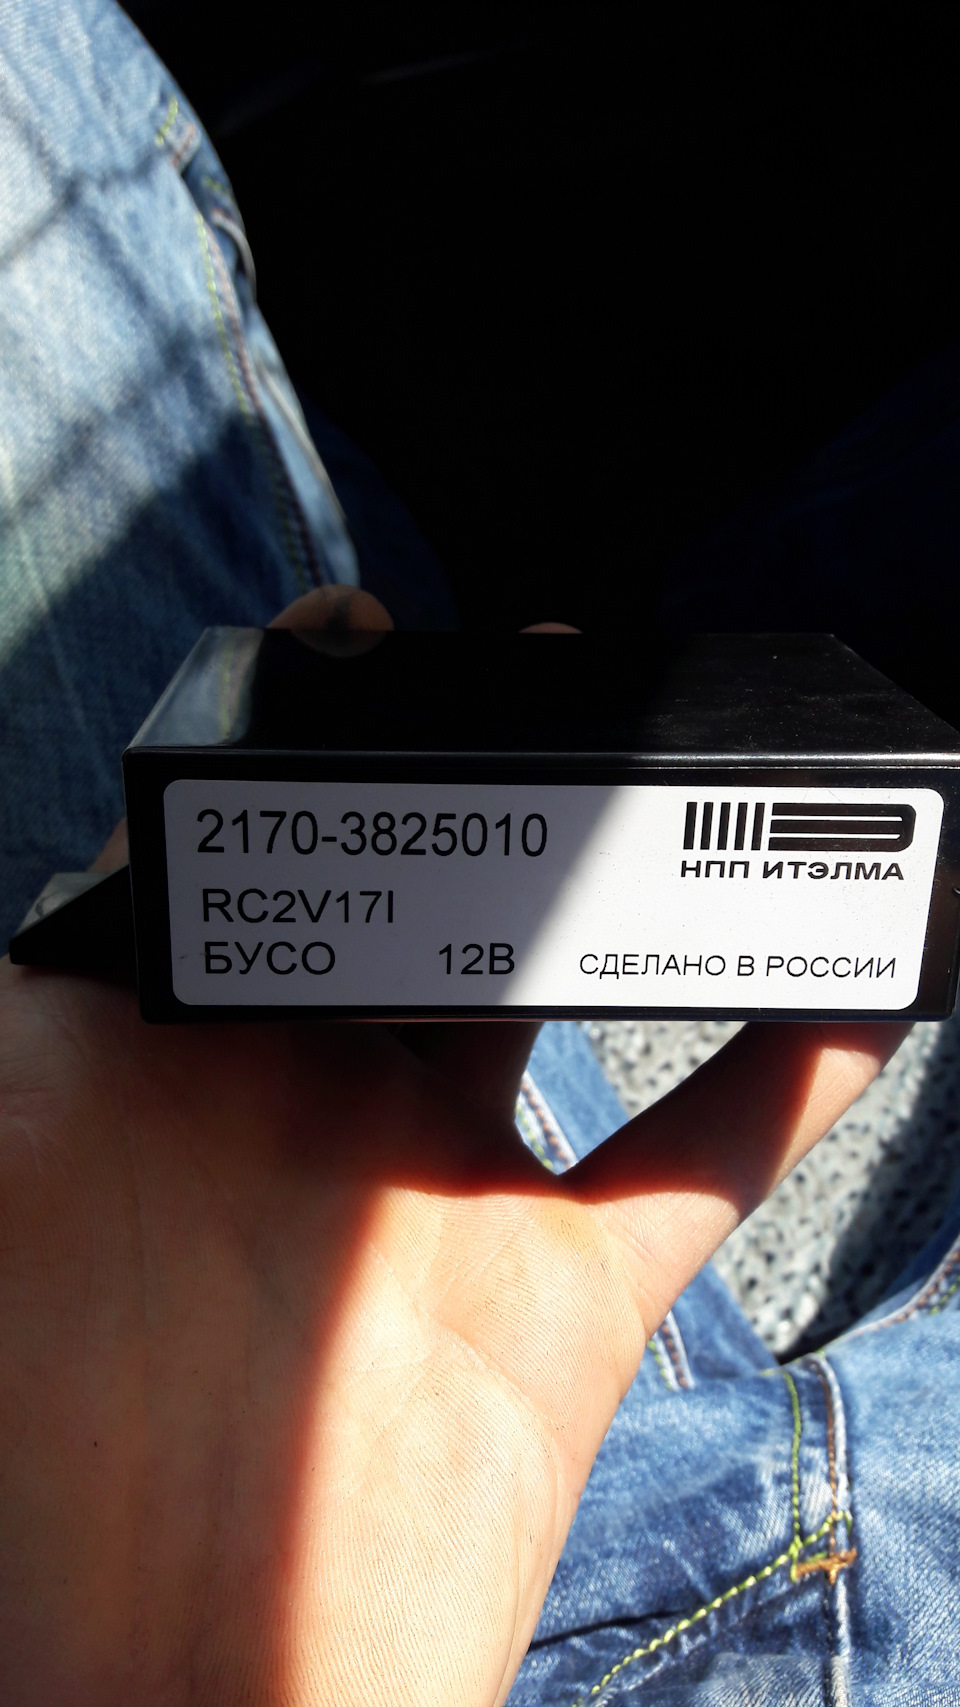 2170-3825010
НПП ИТЭЛМА
RC2V17I
БУСО 12В СДЕЛАНО В РОССИИ